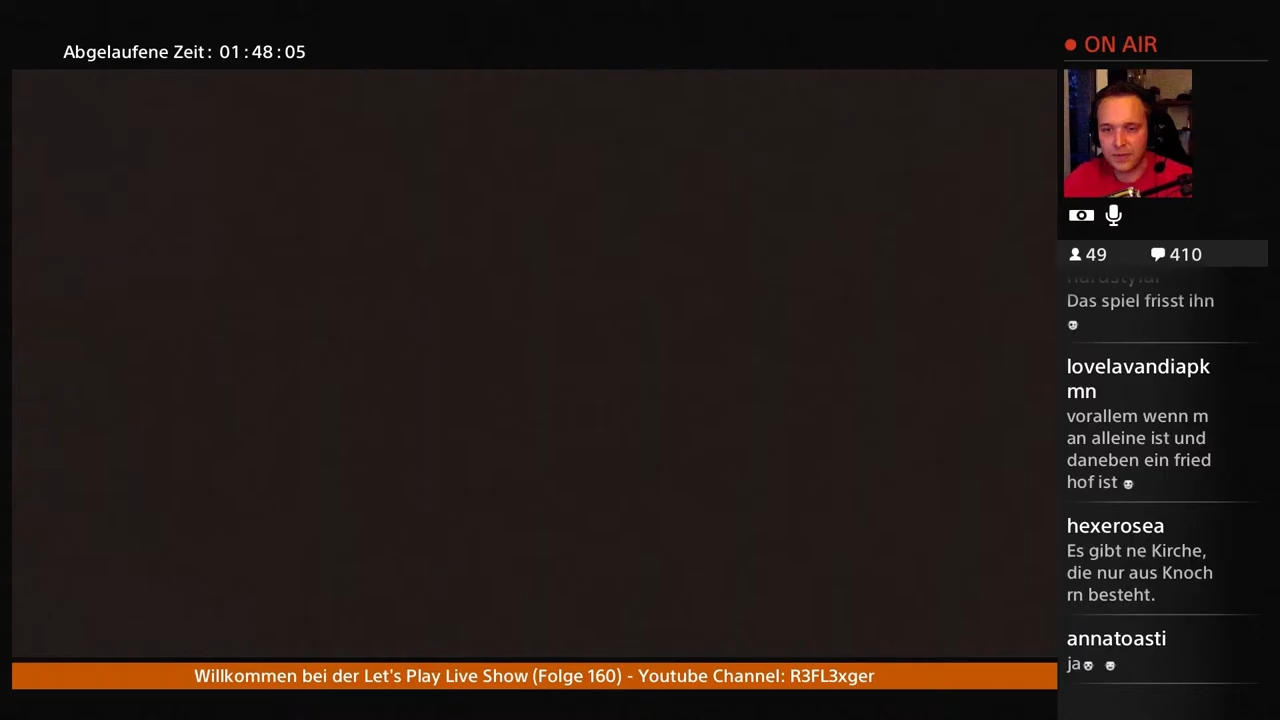 Abgelaufene Zeit: 01:48:05
ON AIR
49 410
Das spiel frisst ihn
lovelavandiapk
mn
vorallem wenn m
an alleine ist und
daneben ein fried
hof ist
hexerosea
Es gibt ne Kirche,
die nur aus Knoch
rn besteht.
annatoasti
ja
Willkommen bei der Let's Play Live Show (Folge 160) - Youtube Channel: R3FL3xger